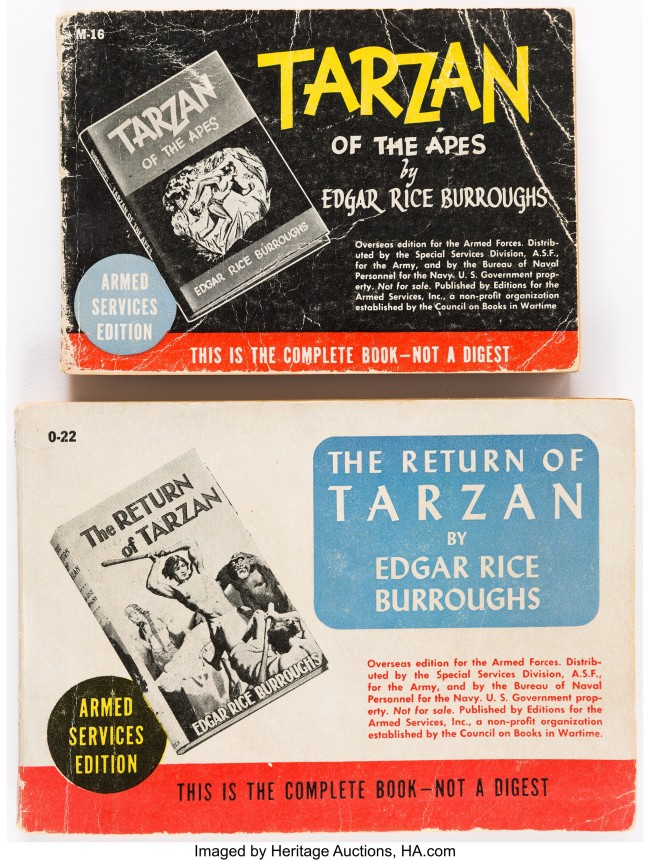 M-16
TARZAN
OF THE APES
by
EDGAR RICE BURROUGHS
TARZAN
OF THE APES
EDGAR RICE BURROUGHS
Overseas edition for the Armed Forces. Distrib-
uted by the Special Services Division, A.S.F.,
for the Army, and by the Bureau of Naval
Personnel for the Navy. U. S. Government prop-
erty. Not for sale. Published by Editions for the
Armed Services, Inc., a non-profit organization
established by the Council on Books in Wartime
ARMED
SERVICES
EDITION
THIS IS THE COMPLETE BOOK—NOT A DIGEST
O-22
THE RETURN OF
TARZAN
BY
EDGAR RICE
BURROUGHS
The RETURN
of TARZAN
EDGAR RICE BURROUGHS
Overseas edition for the Armed Forces. Distrib-
uted by the Special Services Division, A.S.F.,
for the Army, and by the Bureau of Naval
Personnel for the Navy. U. S. Government prop-
erty. Not for sale. Published by Editions for the
Armed Services, Inc., a non-profit organization
established by the Council on Books in Wartime.
ARMED
SERVICES
EDITION
THIS IS THE COMPLETE BOOK—NOT A DIGEST
Imaged by Heritage Auctions, HA.com